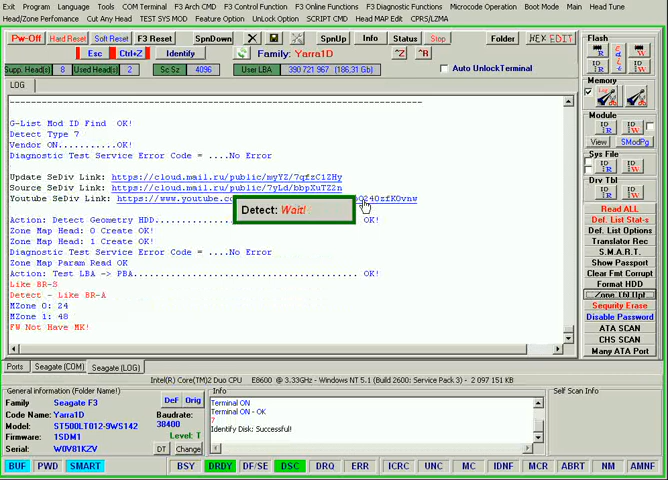 Exit Program Language Tools COM Terminal F3 Arch CMD F3 Control Function F3 Online Functions Microcode Operation Boot Mode Main Head Tune
Head/Zone Perfomance Cut Any Head TEST SYS MOD Feature Option UnLock Option SCRIPT CMD Head MAP Edit CPRS/LZMA
Pw-Off Hard Reset Soft Reset F3 Reset SpnDown SpnUp Info Status Stop Folder HEX EDIT
Esc Ctrl+Z Identify Family: Yarra1D ^Z ^R
Supp. Head(s) 8 Used Head(s) 2 Sc Sz 4096 User LBA 390 721 967 (186,31 Gb) Auto UnlockTerminal
LOG
G-List Mod ID Find OK!
Detect Type 7
Vendor ON..................OK!
Diagnostic Test Service Error Code = ....No Error
Update SeDiv Link: https://cloud.mail.ru/public/myYZ/7qfzC1ZHy
Source SeDiv Link: https://cloud.mail.ru/public/7yLd/bbpXuTZ2n
Youtube SeDiv Link:
Detect: Wait!
Action: Detect Geometry HDD OK!
Zone Map Head: 0 Create OK!
Zone Map Head: 1 Create OK!
Diagnostic Test Service Error Code = ....No Error
Zone Map Param Read OK
Action: Test LBA -> PBA OK!
Like BR-S
Detect - Like BR-A
MZone 0: 24
MZone 1: 48
FW Not Have MK!
Flash
ID R
Memory
ID R
Module
ID R ID W
View SModPg
Sys File
ID R ID W
Drv Tbl
ID R ID W
Read ALL
Def. List Stat-s
Def. List Options
Translator Rec
S.M.A.R.T.
Show Passport
Clear Fmt Corrupt
Format HDD
Zone Tbl Upl
Sequrity Erase
Disable Password
ATA SCAN
CHS SCAN
Many ATA Port
Ports Seagate (COM) Seagate (LOG)
Intel(R) Core(TM)2 Duo CPU E8600 @ 3.33GHz - Windows NT 5.1 (Build 2600: Service Pack 3) - 2 097 151 KB
General information (Folder Name!)
Family Seagate F3
Code Name: Yarra1D
Model: ST500LT012-9WS142
Firmware: 1SDM1
Serial: W0V81KZV
DeF Orig
Baudrate: 38400
Level: T
DT Change
Info
Terminal ON
Terminal ON - OK
7
Identify Disk: Successful!
Self Scan Info
BUF PWD SMART BSY DRDY DF/SE DSC DRQ ERR ICRC UNC MC IDNF MCR ABRT NM AMNF